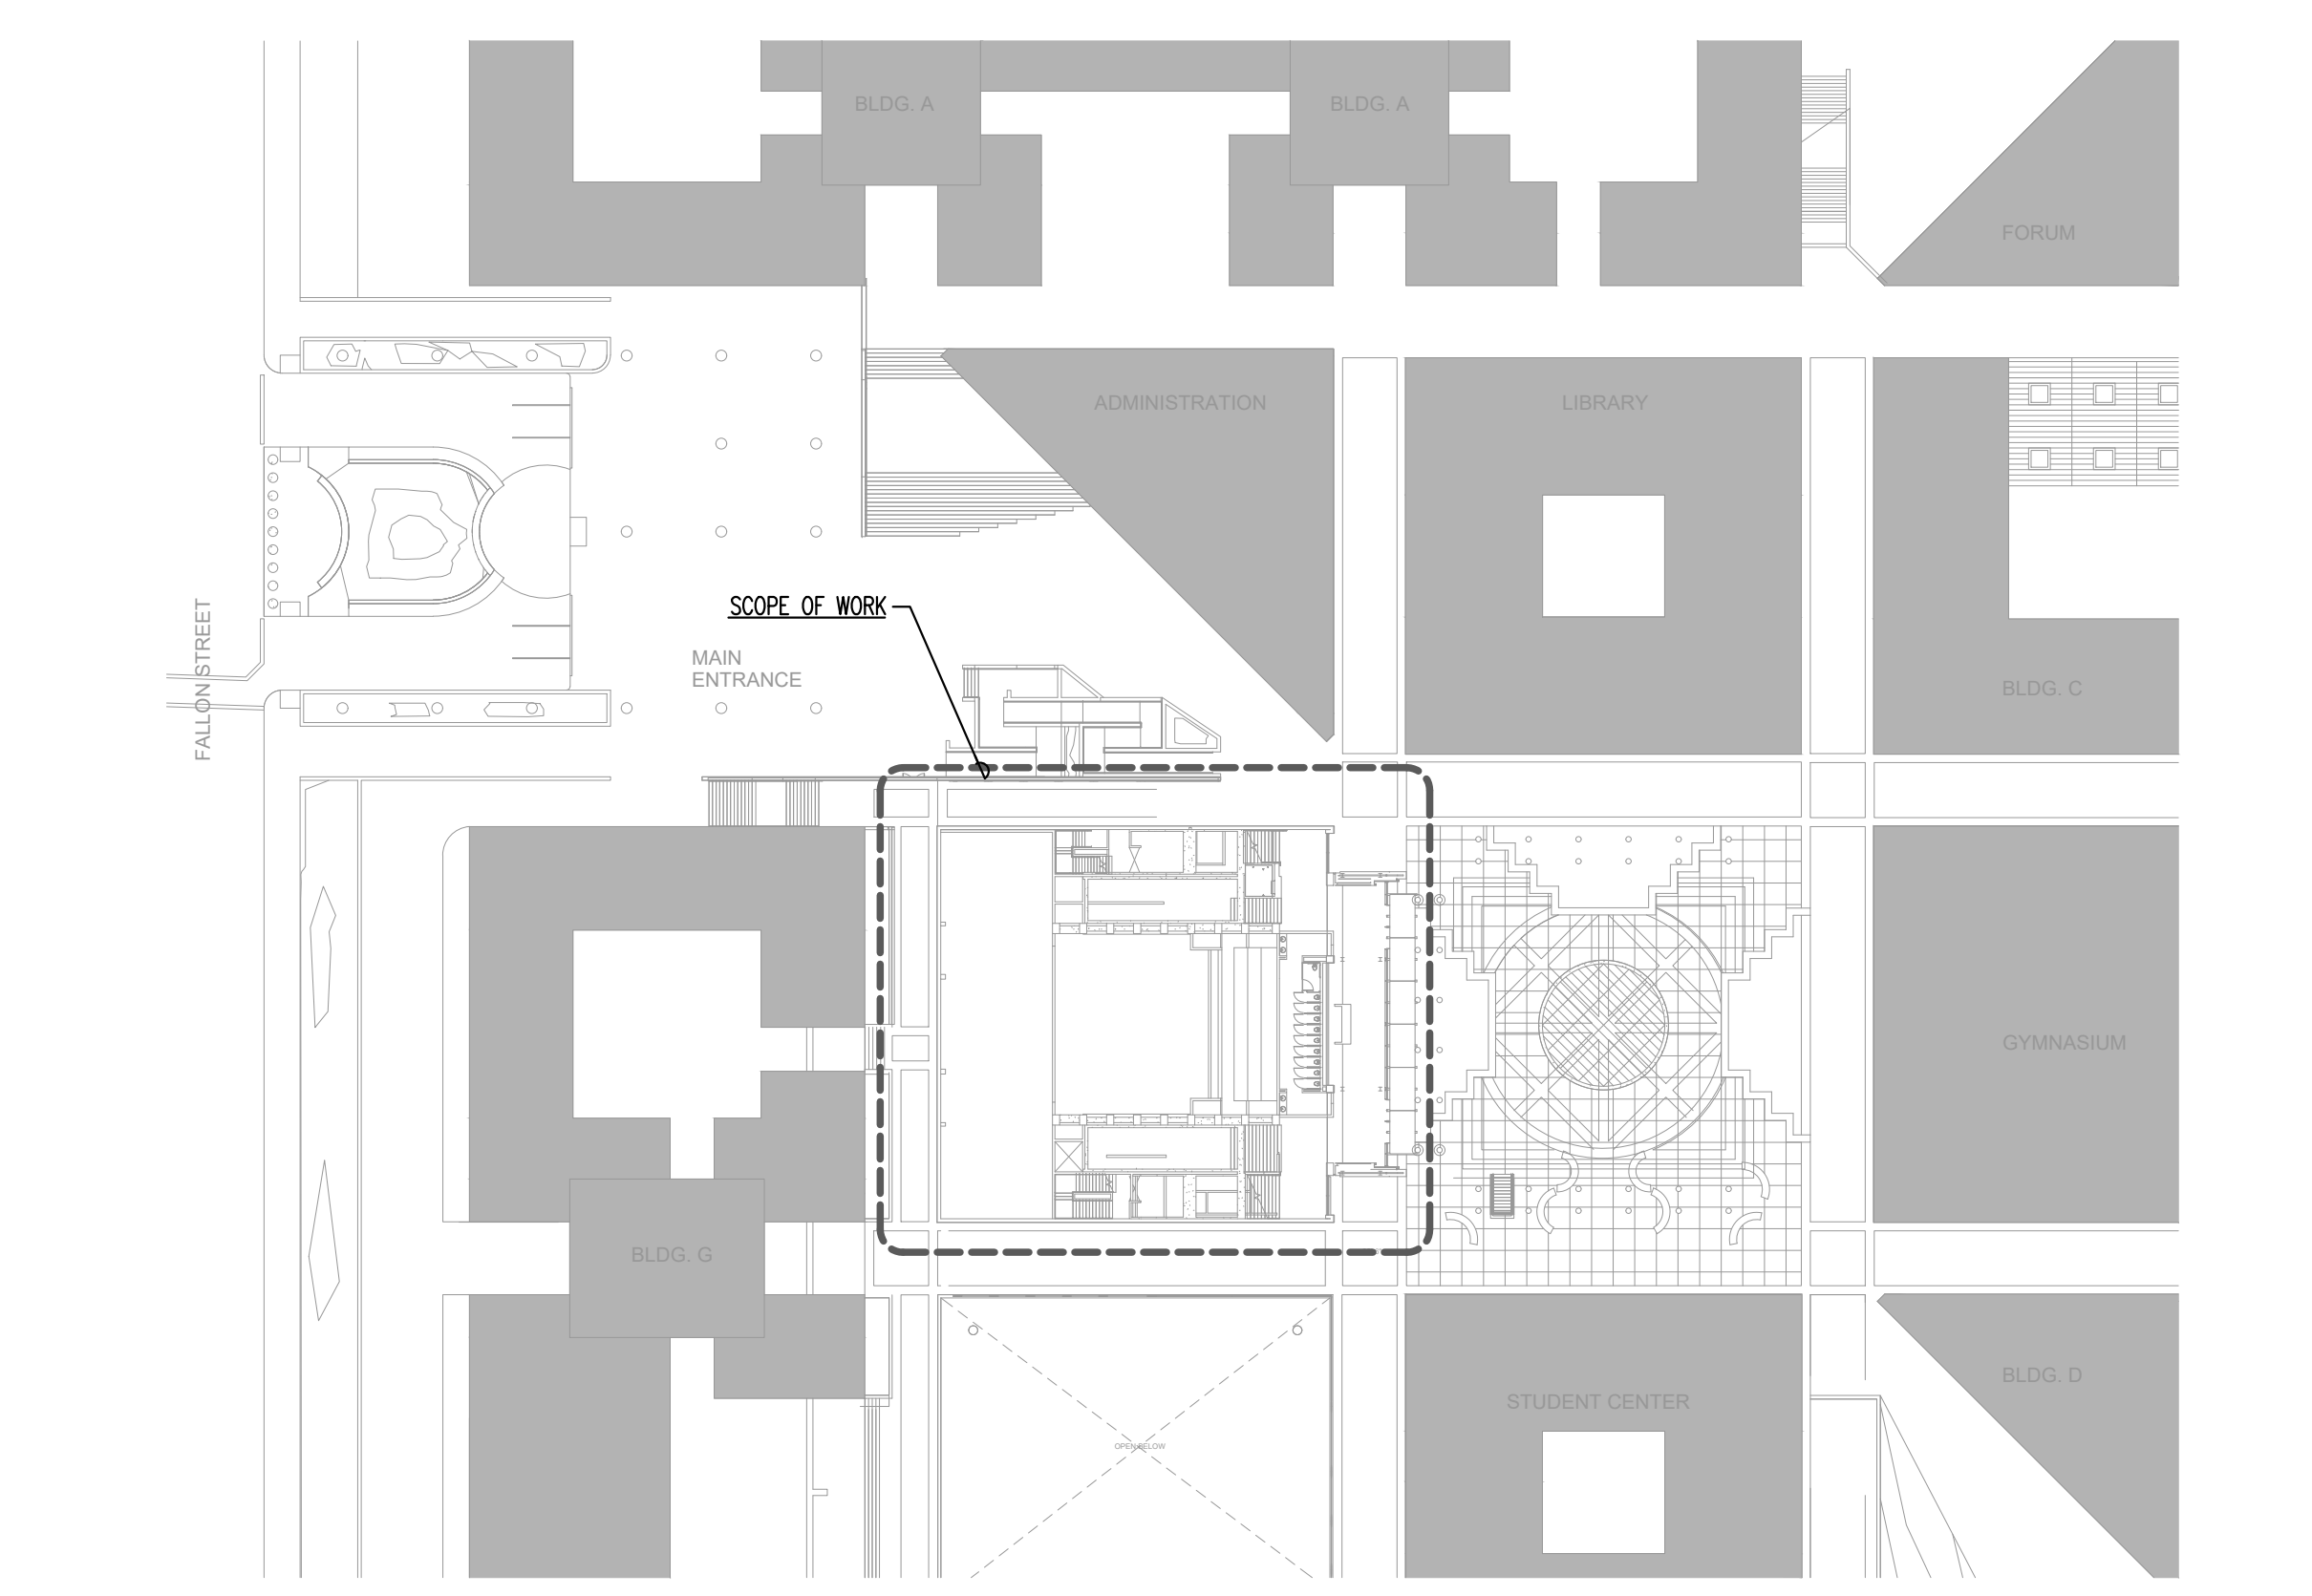 BLDG. A
BLDG. A
FORUM
ADMINISTRATION
LIBRARY
SCOPE OF WORK
MAIN
ENTRANCE
FALLON STREET
BLDG. C
GYMNASIUM
BLDG. G
BLDG. D
STUDENT CENTER
OPEN BELOW